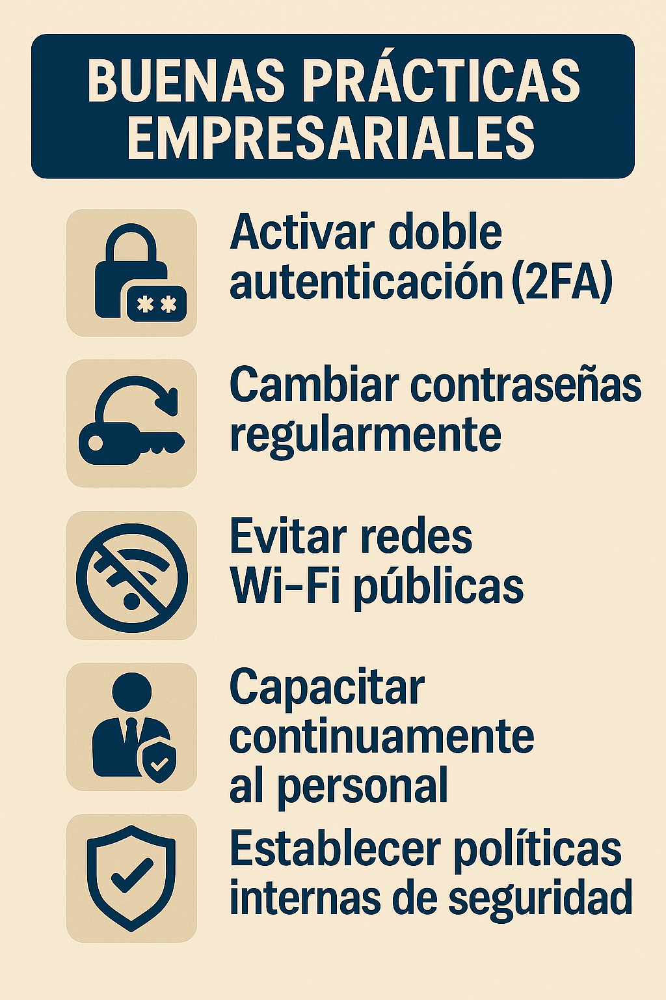 BUENAS PRÁCTICAS
EMPRESARIALES
Activar doble
autenticación (2FA)
**
Cambiar contraseñas
regularmente
Evitar redes
Wi-Fi públicas
Capacitar
continuamente
al personal
Establecer políticas
internas de seguridad